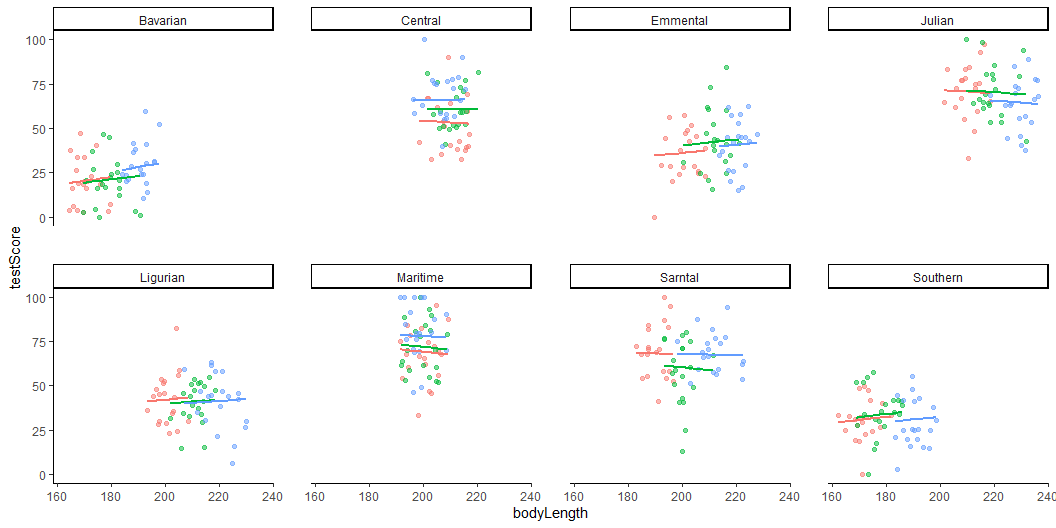 Bavarian Central Emmental Julian
100
75
50
25
0
testScore
Ligurian Maritime Sarntal Southern
100
75
50
25
0
160 180 200 220 240 160 180 200 220 240 160 180 200 220 240 160 180 200 220 240
bodyLength